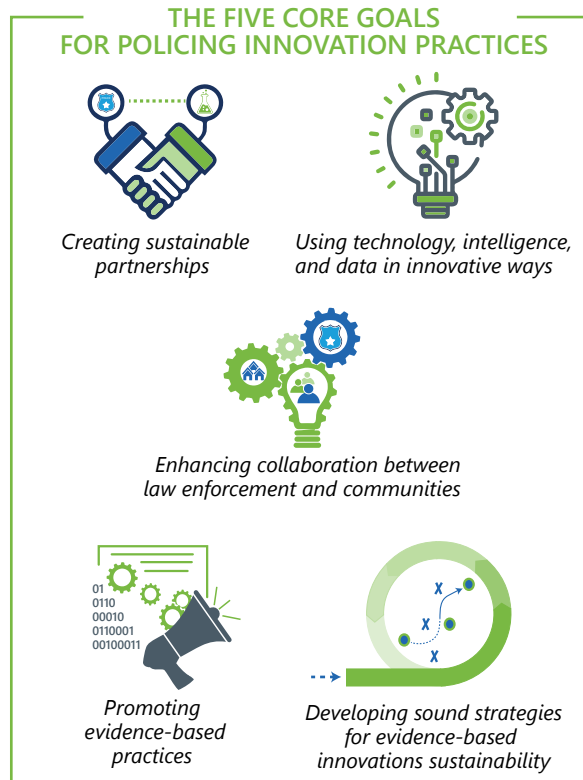 THE FIVE CORE GOALS
FOR POLICING INNOVATION PRACTICES
Creating sustainable
partnerships
Using technology, intelligence,
and data in innovative ways
Enhancing collaboration between
law enforcement and communities
01
0110
00010
0110001
00100011
Promoting
evidence-based
practices
X
X
X
Developing sound strategies
for evidence-based
innovations sustainability